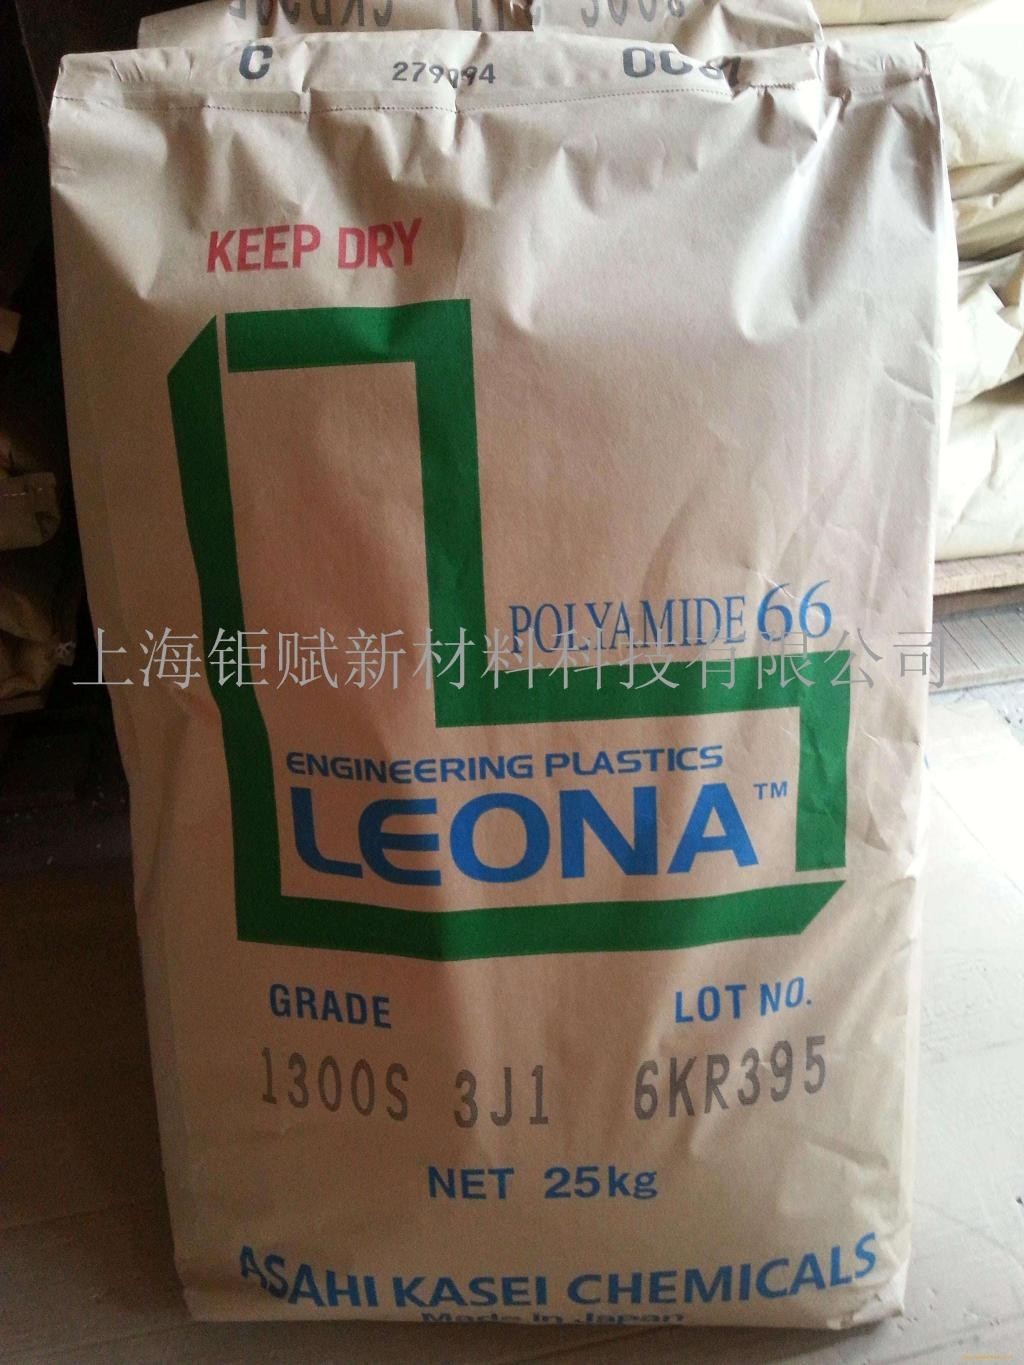 C 279094
KEEP DRY
POLYAMIDE 66
上海钜赋新材料科技有限公司
ENGINEERING PLASTICS
LEONA™
GRADE LOT NO.
1300S 3J1 6KR395
NET 25kg
ASAHI KASEI CHEMICALS
Made In Japan